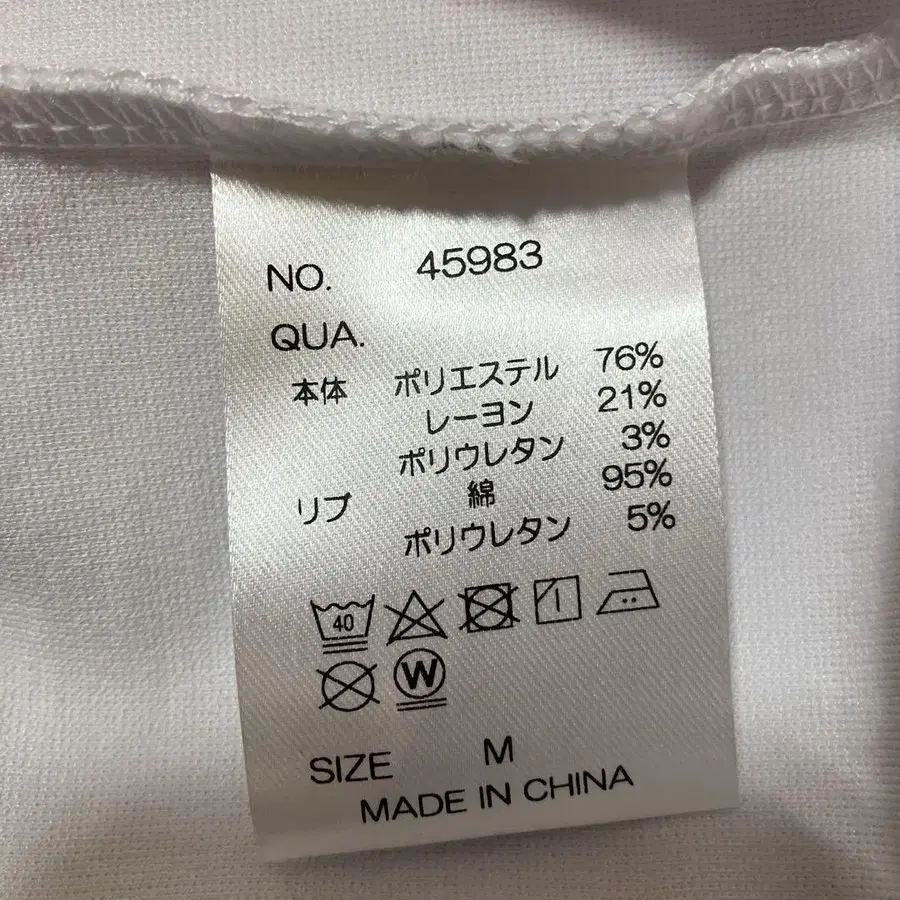 NO. 45983
QUA.
本体 ポリエステル 76%
レーヨン 21%
ポリウレタン 3%
リブ 綿 95%
ポリウレタン 5%
40
W
SIZE M
MADE IN CHINA